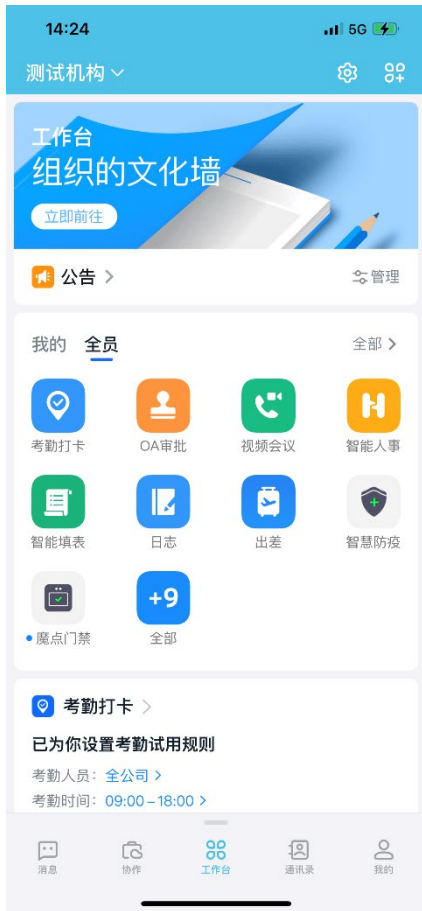 14:24 5G
测试机构
工作台
组织的文化墙
立即前往
公告 管理
我的 全员 全部
考勤打卡 OA审批 视频会议 智能人事
智能填表 日志 出差 智慧防疫
+9
魔点门禁 全部
考勤打卡
已为你设置考勤试用规则
考勤人员：全公司
考勤时间：09:00－18:00
消息 协作 工作台 通讯录 我的